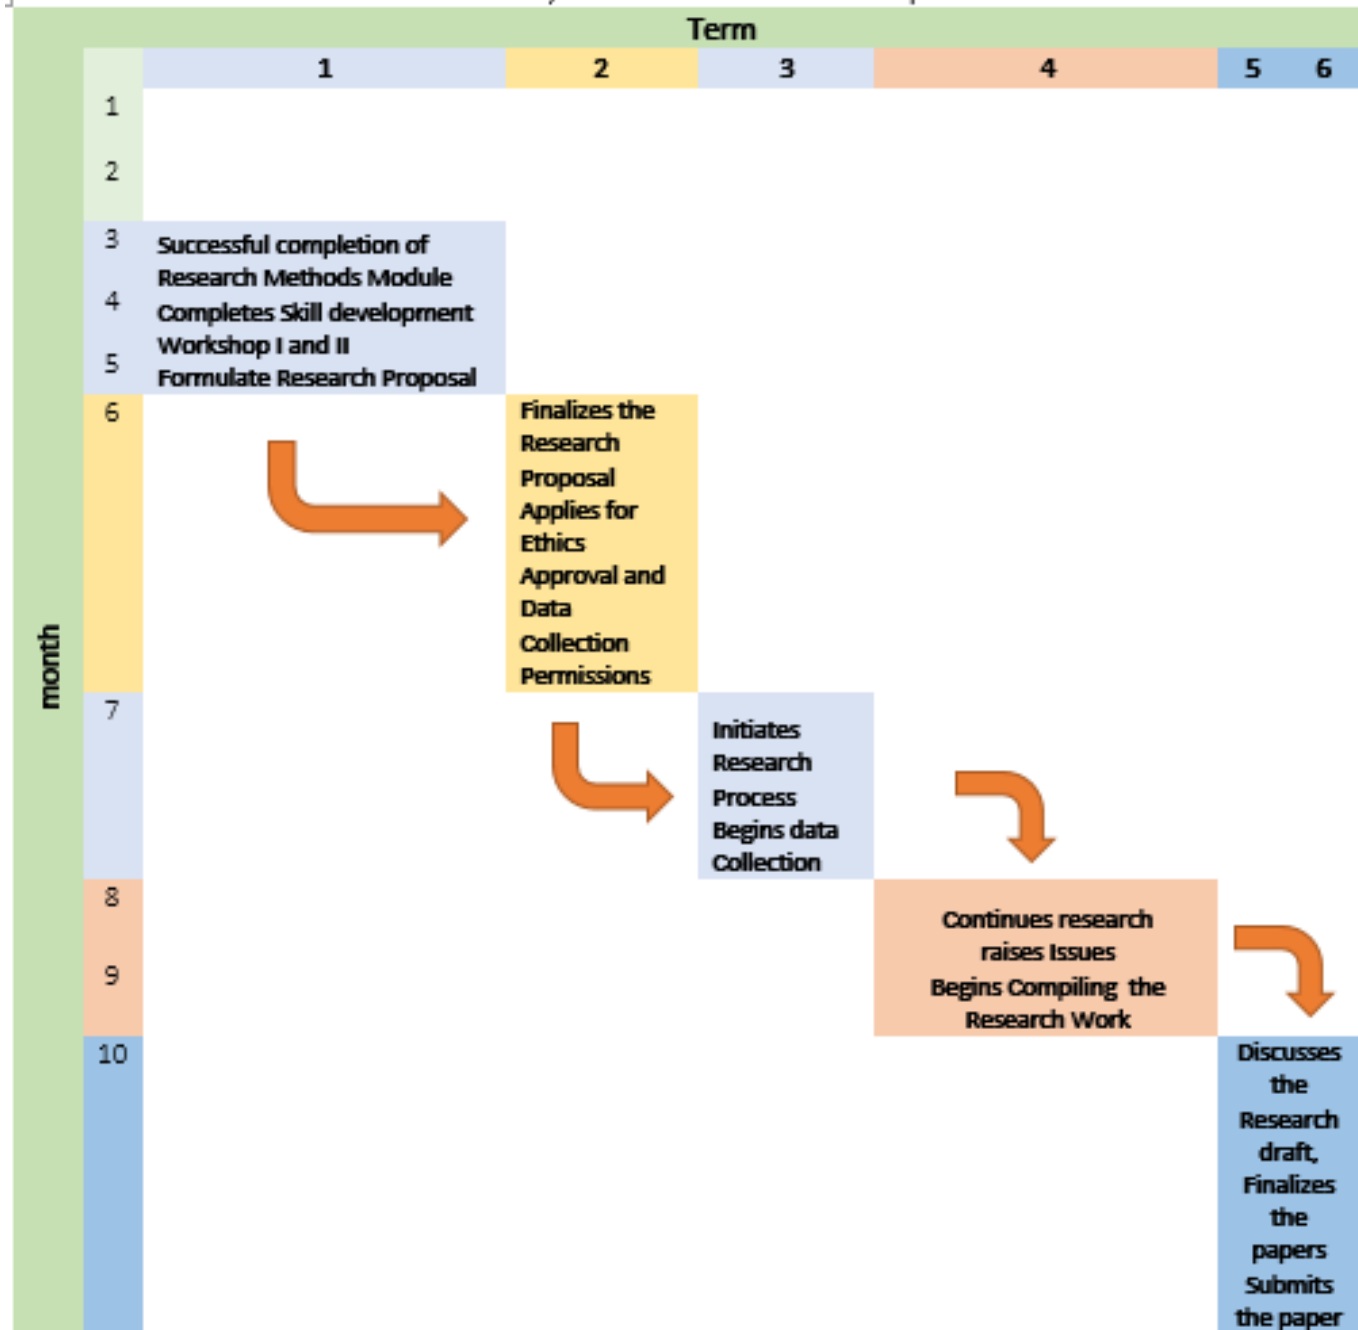 Term
1 2 3 4 5 6
1
2
3
4
5
Successful completion of
Research Methods Module
Completes Skill development
Workshop I and II
Formulate Research Proposal
6
Finalizes the
Research
Proposal
Applies for
Ethics
Approval and
Data
Collection
Permissions
month
7
Initiates
Research
Process
Begins data
Collection
8
9
Continues research
raises Issues
Begins Compiling the
Research Work
10
Discusses
the
Research
draft,
Finalizes
the
papers
Submits
the paper